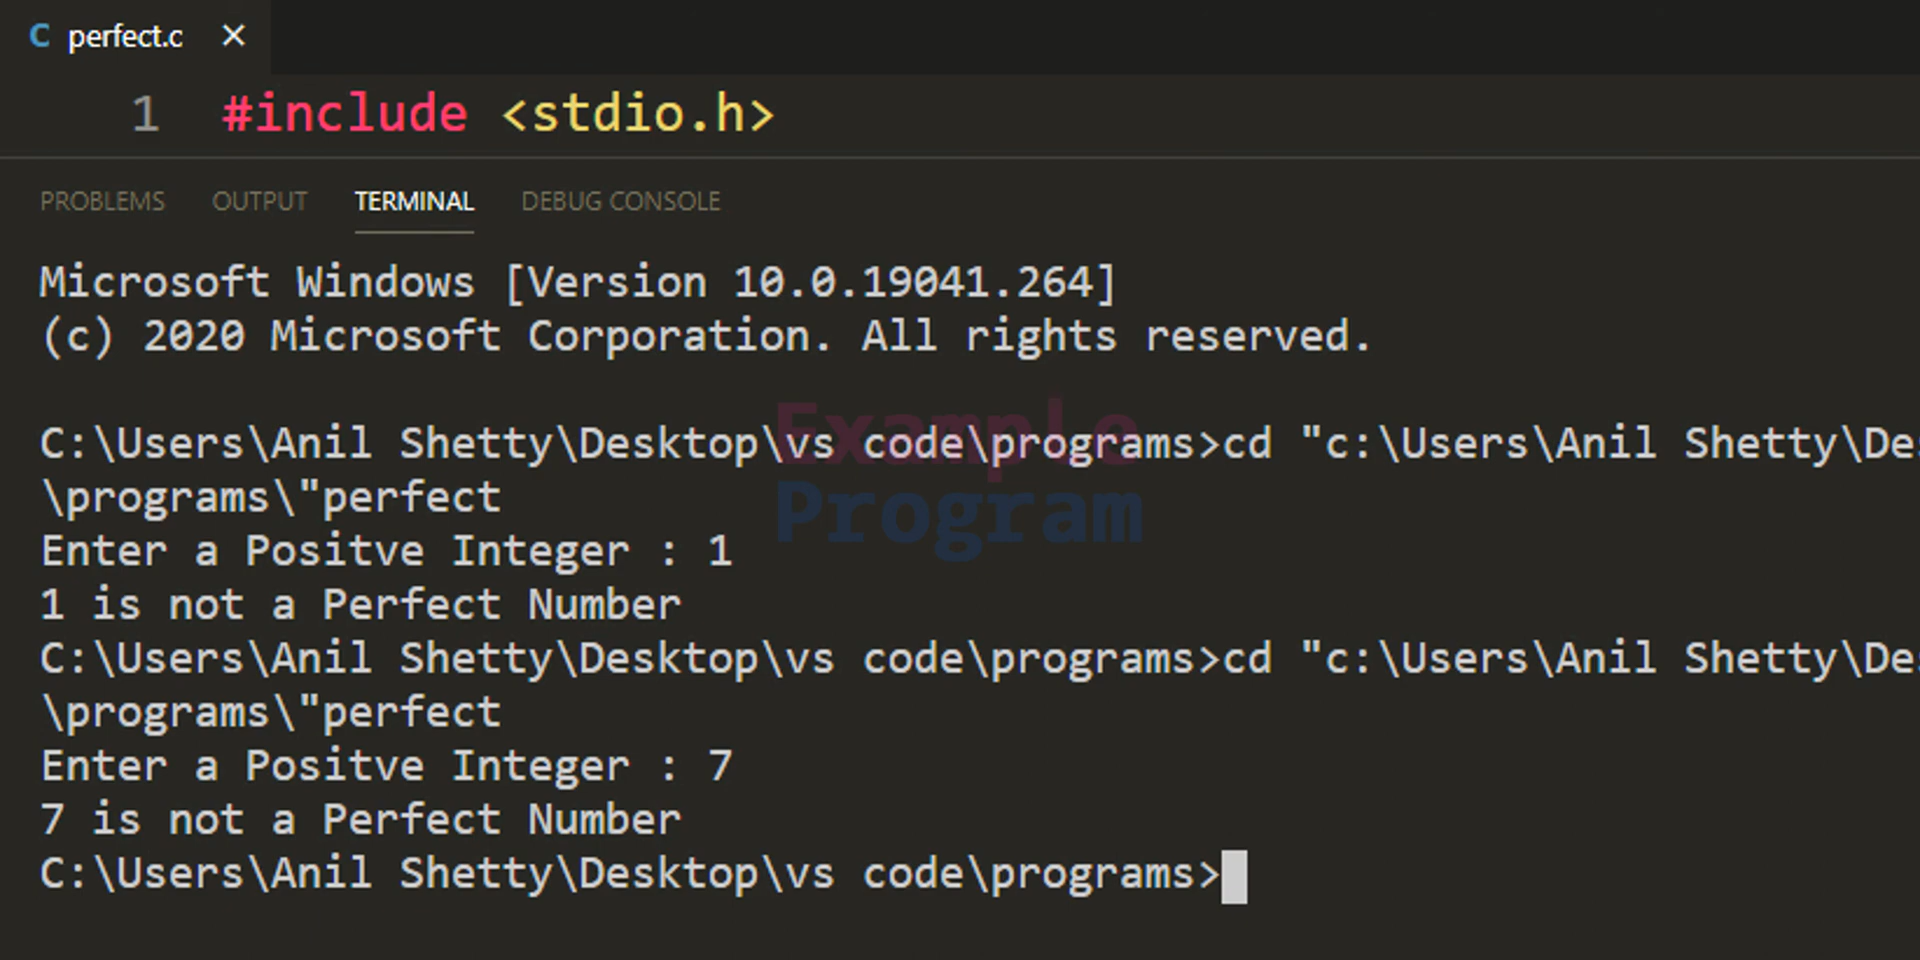 C perfect.c ×
1 #include <stdio.h>
PROBLEMS OUTPUT TERMINAL DEBUG CONSOLE
Microsoft Windows [Version 10.0.19041.264]
(c) 2020 Microsoft Corporation. All rights reserved.
C:\Users\Anil Shetty\Desktop\vs code\programs>cd "c:\Users\Anil Shetty\De
\programs\"perfect
Example
Program
Enter a Positve Integer : 1
1 is not a Perfect Number
C:\Users\Anil Shetty\Desktop\vs code\programs>cd "c:\Users\Anil Shetty\De
\programs\"perfect
Enter a Positve Integer : 7
7 is not a Perfect Number
C:\Users\Anil Shetty\Desktop\vs code\programs>